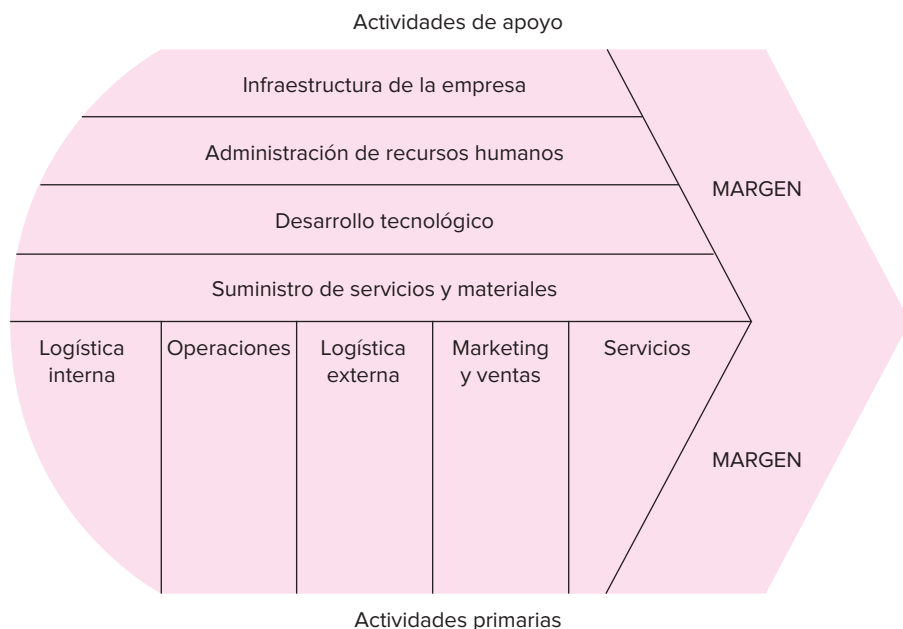 Actividades de apoyo
Infraestructura de la empresa
Administración de recursos humanos
MARGEN
Desarrollo tecnológico
Suministro de servicios y materiales
Logística
interna
Operaciones
Logística
externa
Marketing
y ventas
Servicios
MARGEN
Actividades primarias